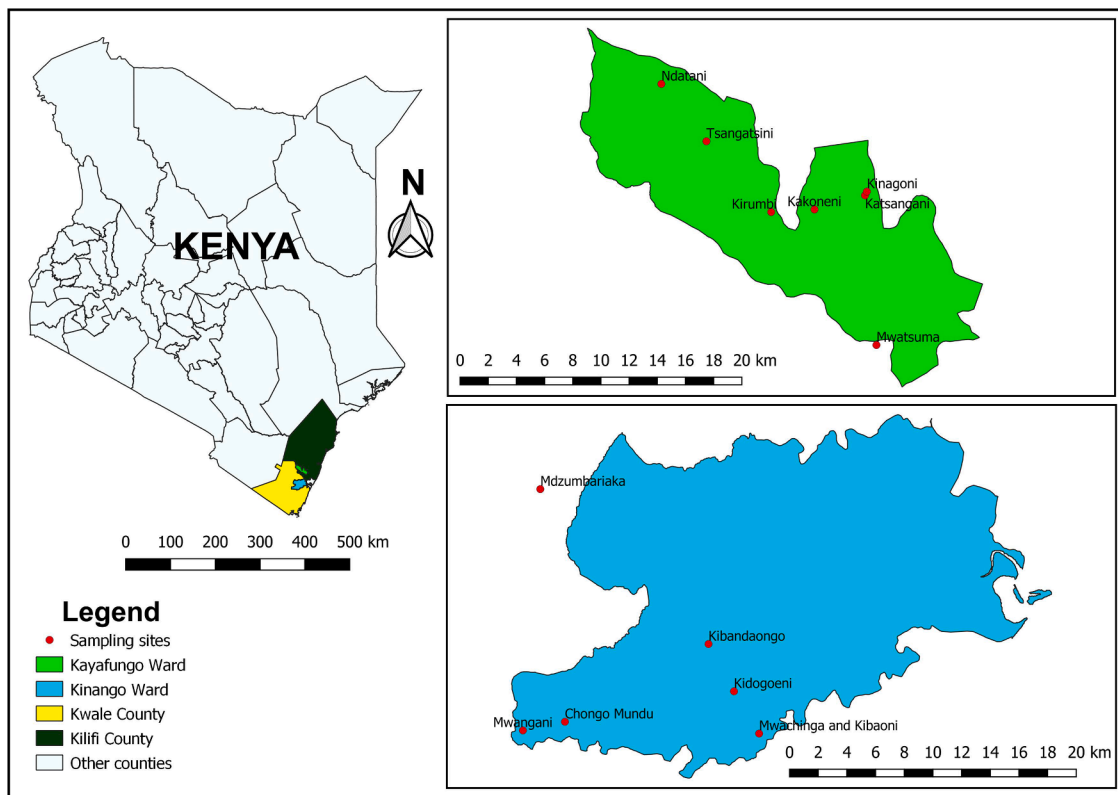 N
KENYA
0 100 200 300 400 500 km
Legend
Sampling sites
Kayafungo Ward
Kinango Ward
Kwale County
Kilifi County
Other counties
Ndatani
Tsangatsini
Kinagoni
Katsangani
Kirumbi
Kakoneni
Mwatsuma
0 2 4 6 8 10 12 14 16 18 20 km
Mdzumbariaka
Kibandaongo
Kidogoeni
Chongo Mundu
Mwangani
Mwachinga and Kibaoni
0 2 4 6 8 10 12 14 16 18 20 km